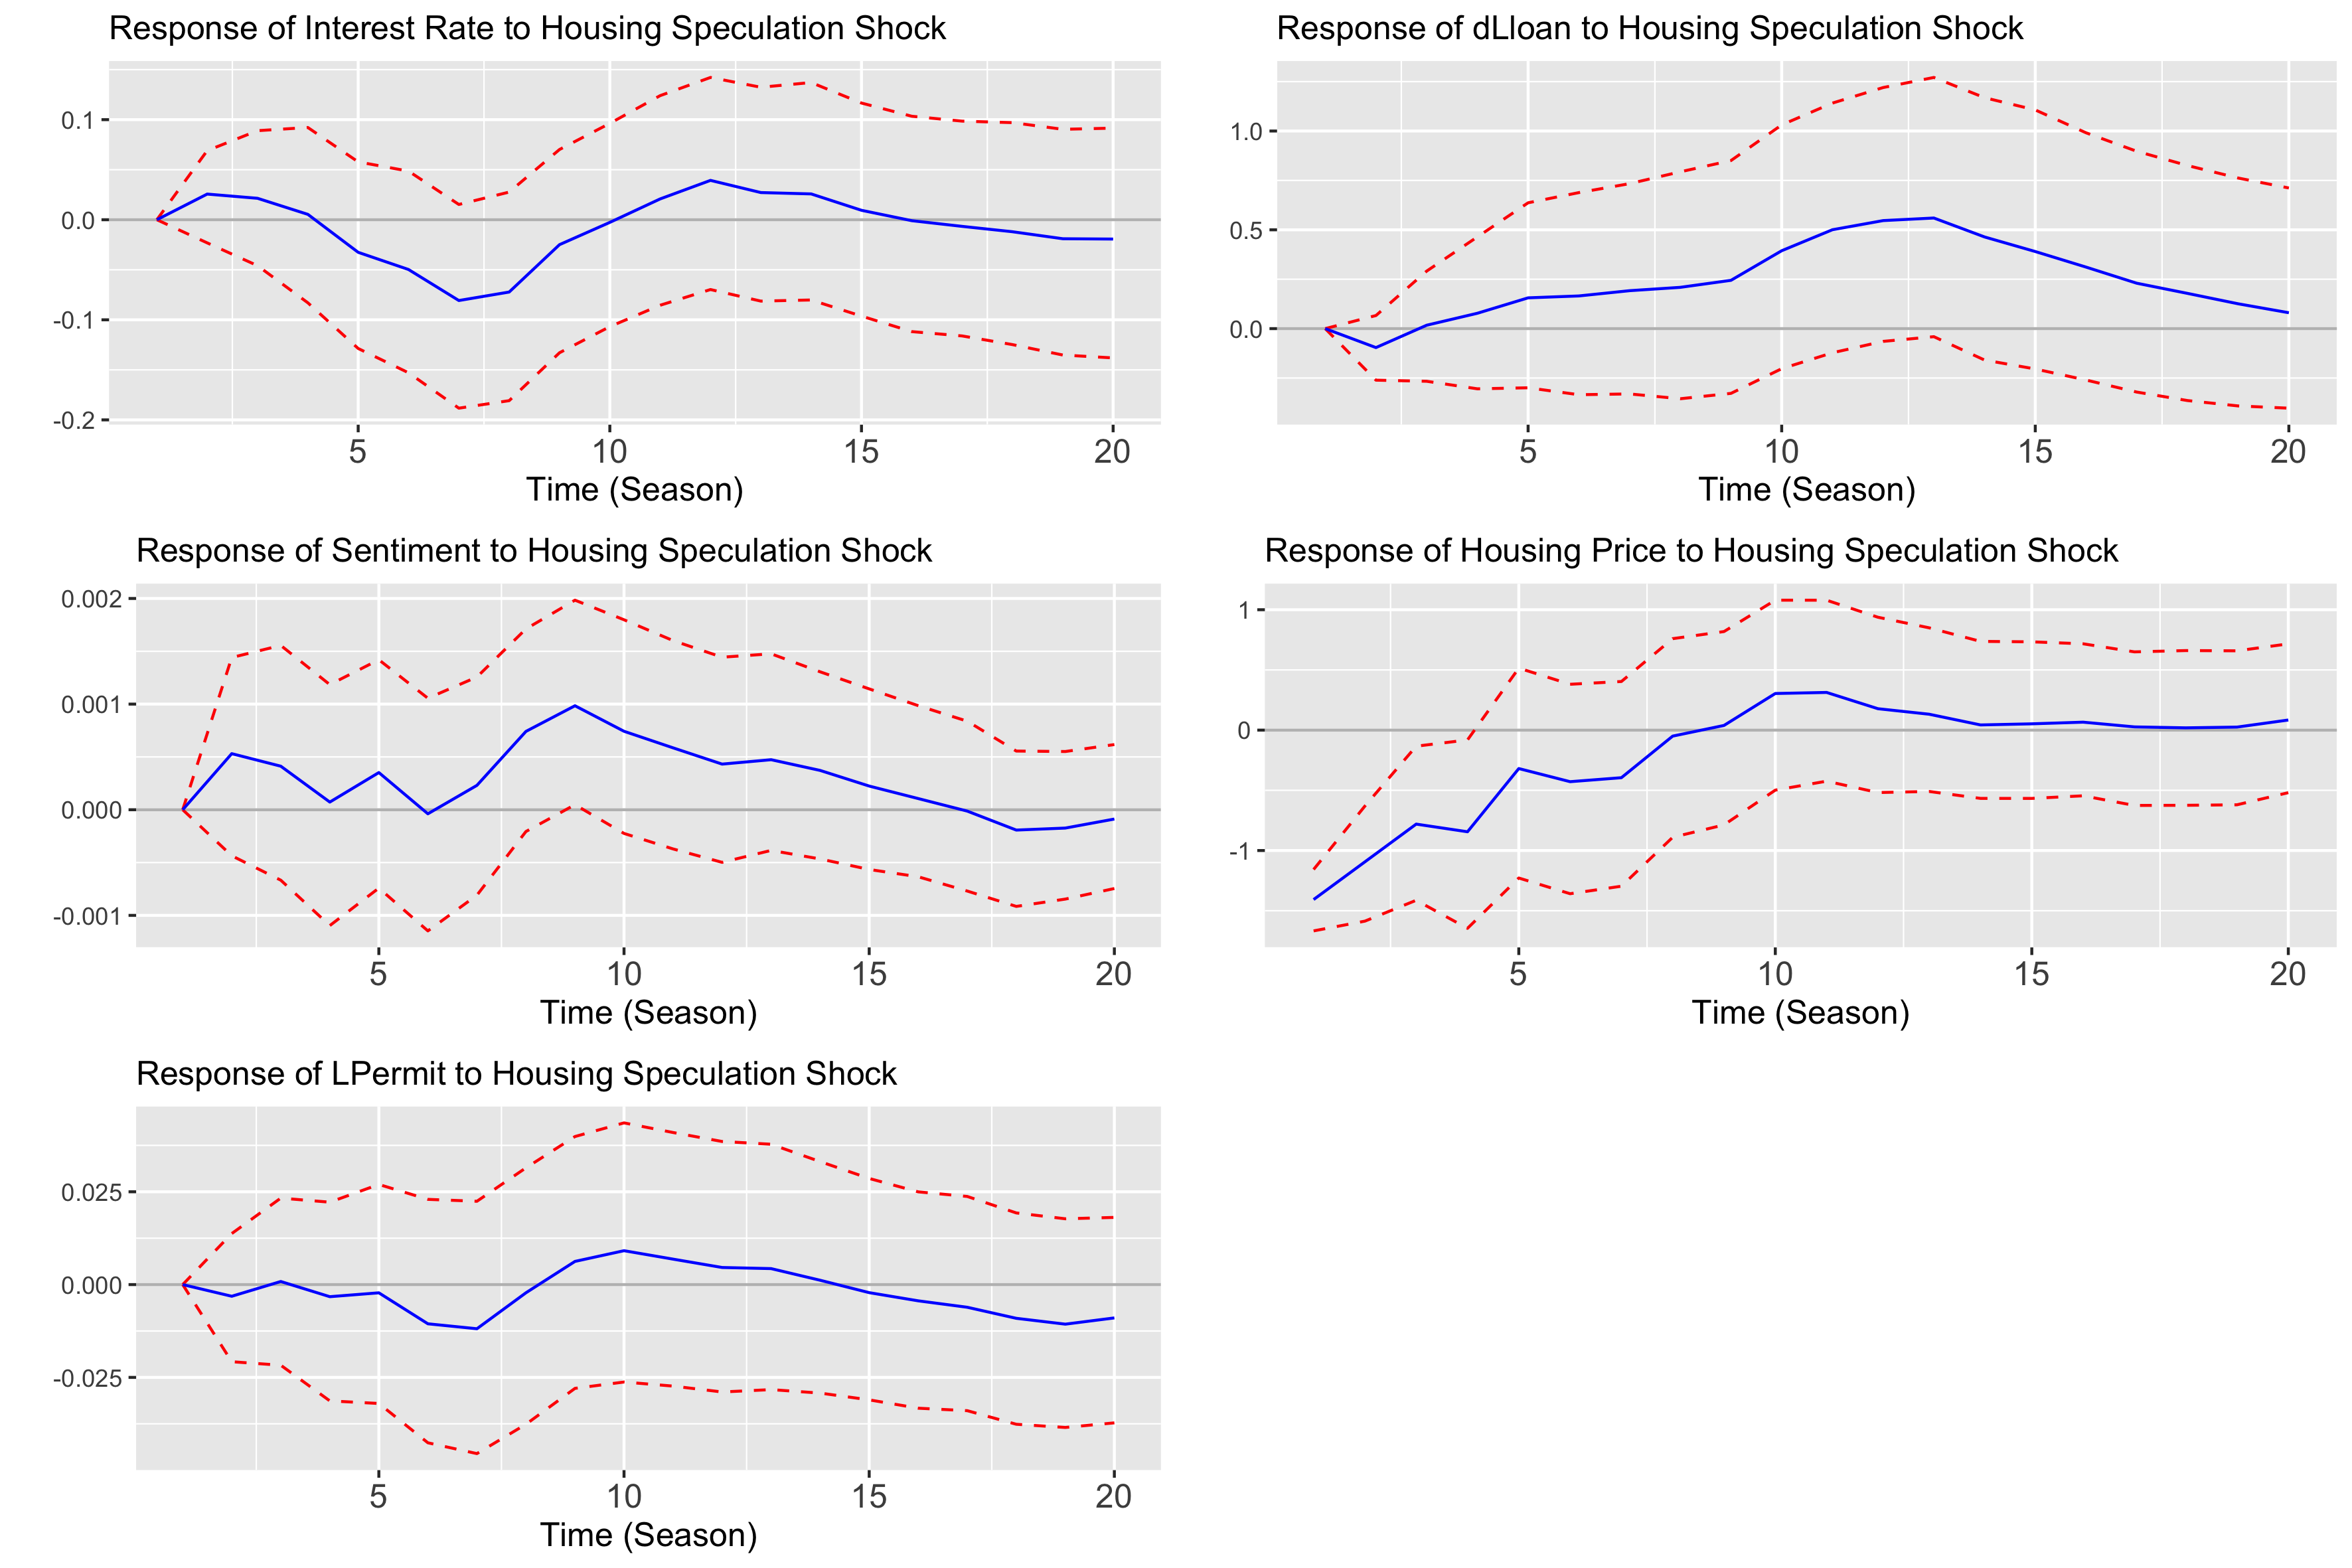 Response of Interest Rate to Housing Speculation Shock
0.1
0.0
-0.1
-0.2
5 10 15 20
Time (Season)
Response of dLloan to Housing Speculation Shock
1.0
0.5
0.0
5 10 15 20
Time (Season)
Response of Sentiment to Housing Speculation Shock
0.002
0.001
0.000
-0.001
5 10 15 20
Time (Season)
Response of Housing Price to Housing Speculation Shock
1
0
-1
5 10 15 20
Time (Season)
Response of LPermit to Housing Speculation Shock
0.025
0.000
-0.025
5 10 15 20
Time (Season)